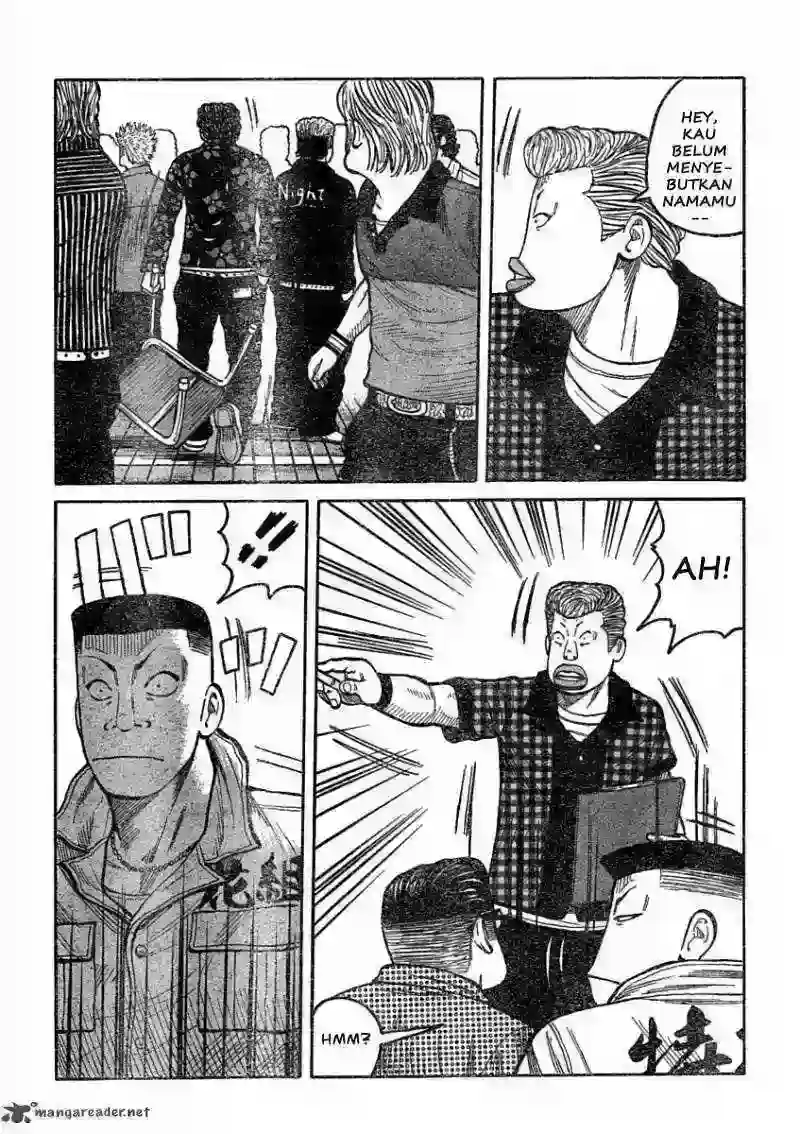 HEY,
KAU
BELUM
MENYE-
BUTKAN
NAMAMU
--
Night
!!
AH!
HMM?
mangareader.net